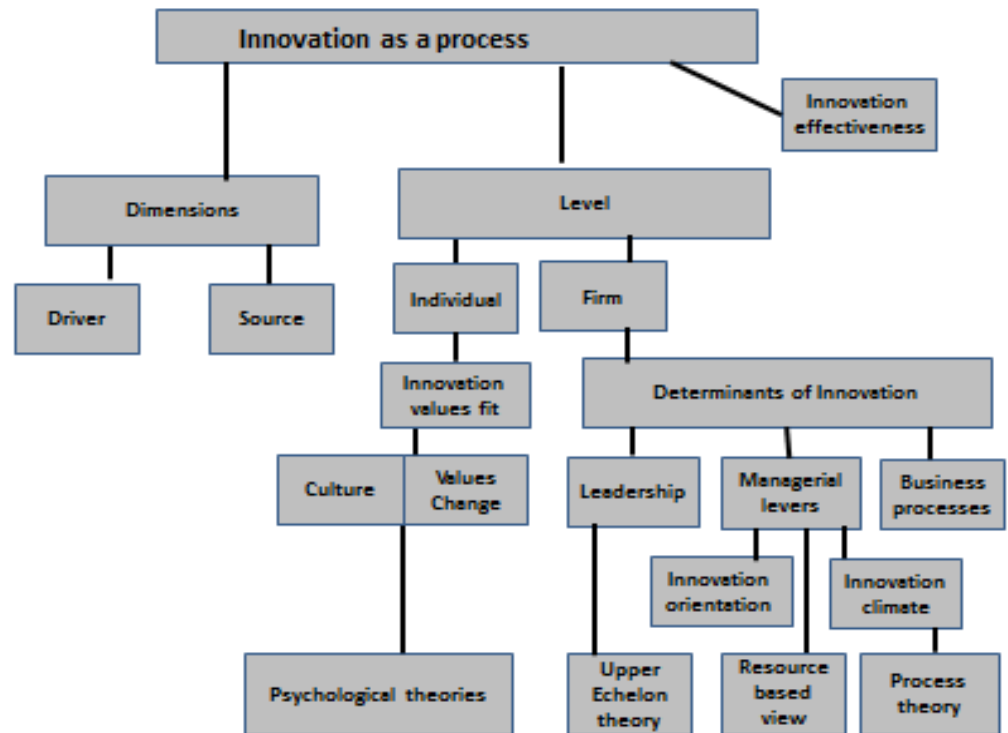 Innovation as a process
Innovation
effectiveness
Dimensions
Level
Driver
Source
Individual
Firm
Innovation
values fit
Determinants of Innovation
Culture
Values
Change
Leadership
Managerial
levers
Business
processes
Innovation
orientation
Innovation
climate
Psychological theories
Upper
Echelon
theory
Resource
based
view
Process
theory